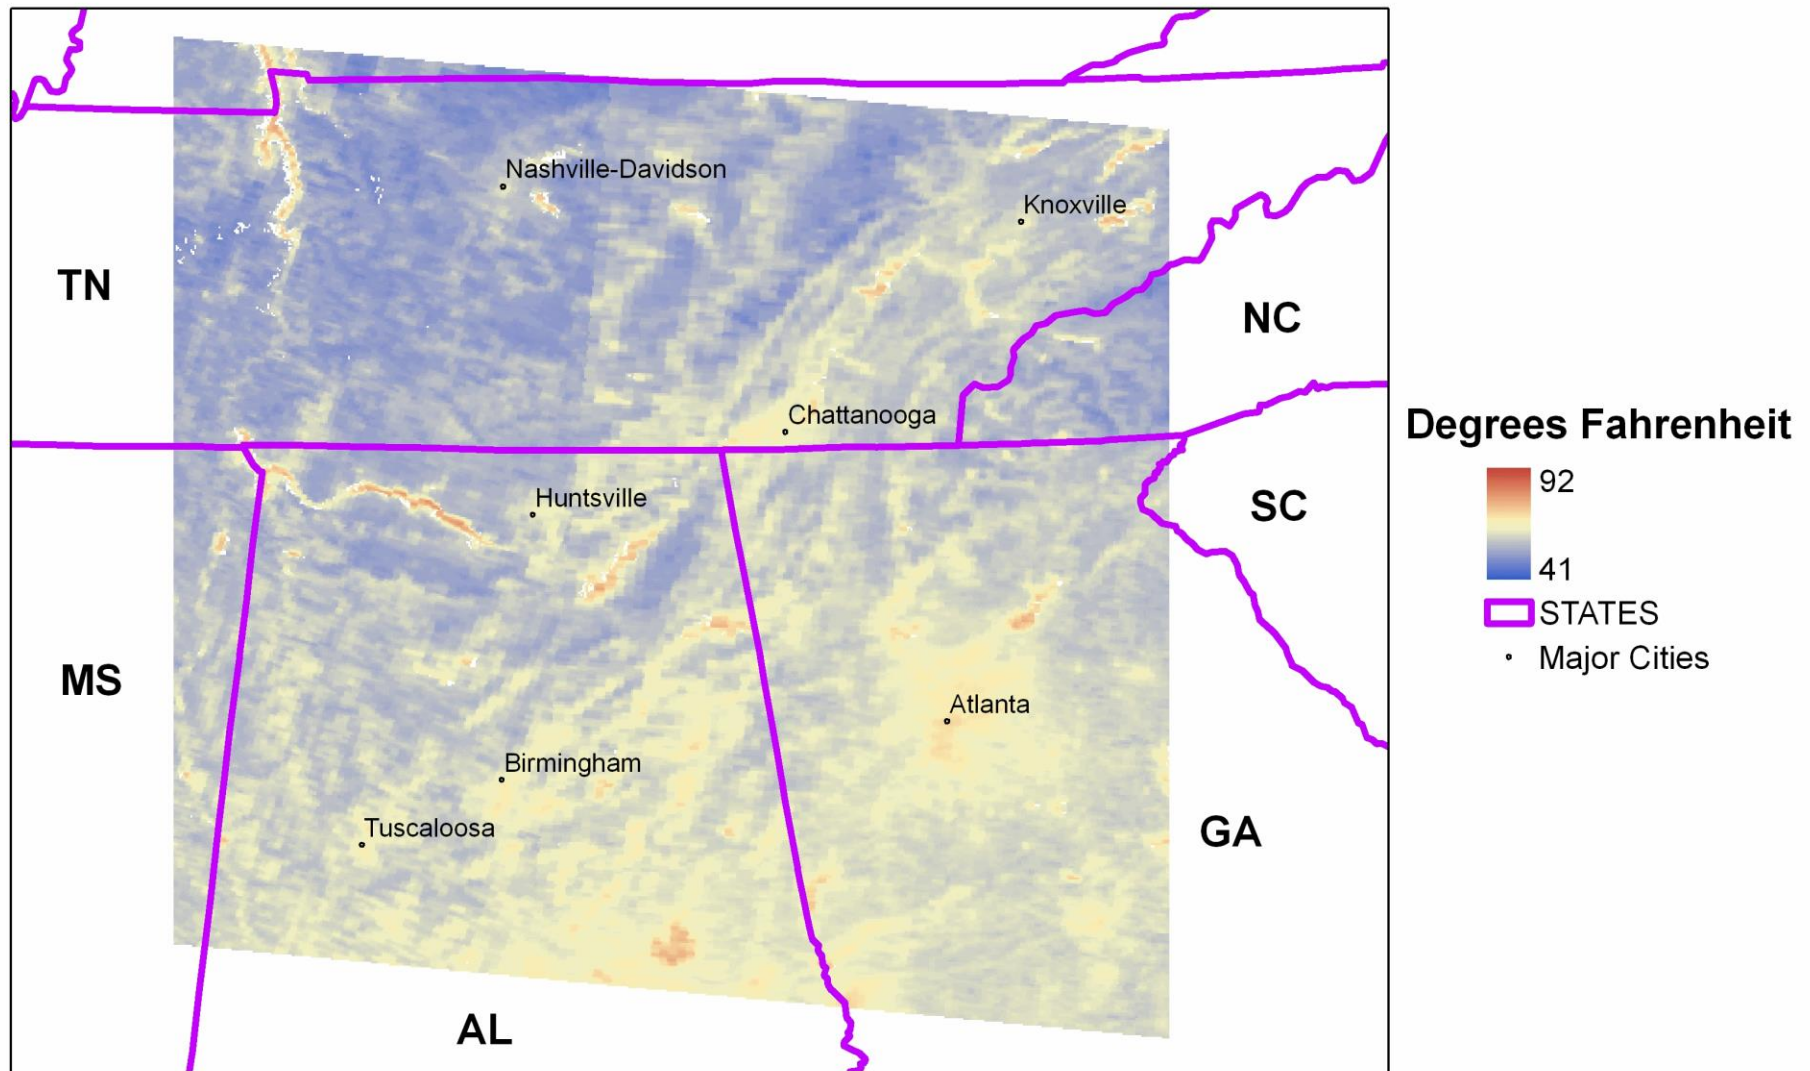 Nashville-Davidson
Knoxville
TN
NC
Chattanooga
Degrees Fahrenheit
92
41
STATES
Major Cities
Huntsville
SC
MS
Atlanta
Birmingham
Tuscaloosa
GA
AL